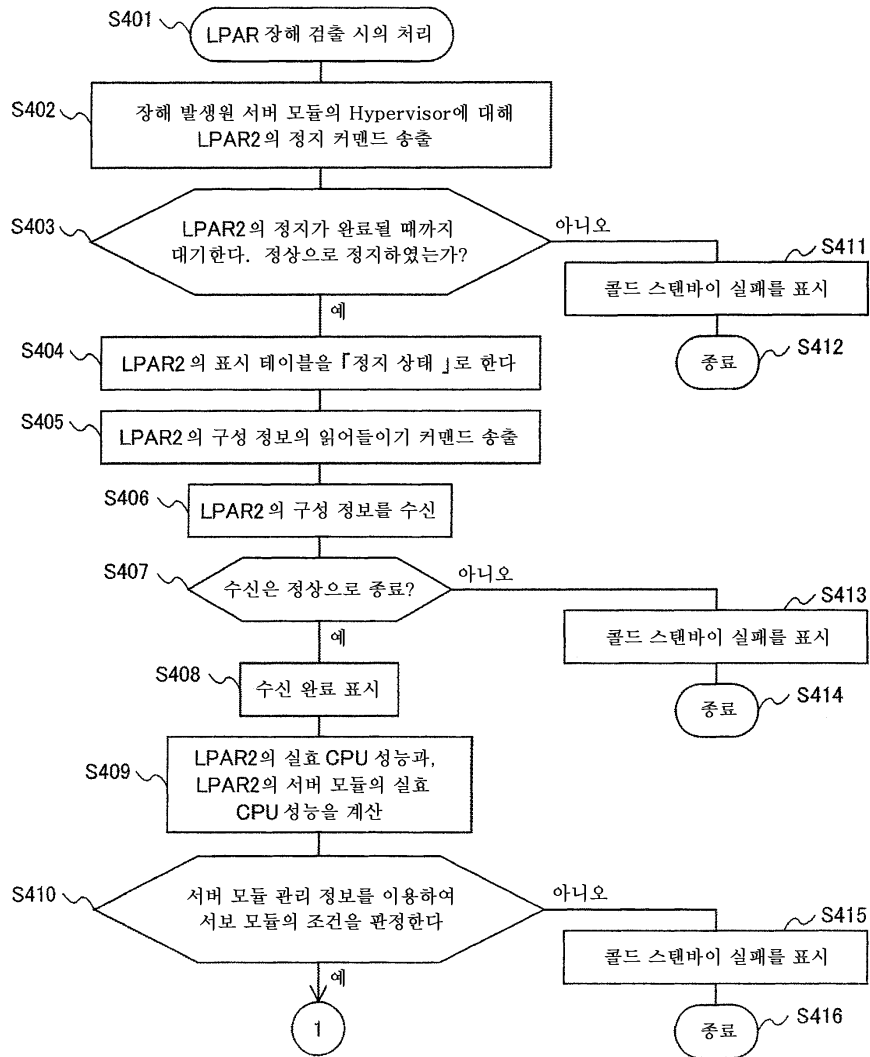 S401
LPAR 장해 검출 시의 처리
S402
장해 발생원 서버 모듈의 Hypervisor에 대해
LPAR2의 정지 커맨드 송출
S403
LPAR2의 정지가 완료될 때까지
대기한다. 정상으로 정지하였는가?
아니오
S411
콜드 스탠바이 실패를 표시
예
종료
S412
S404
LPAR2의 표시 테이블을 『정지 상태 』로 한다
S405
LPAR2의 구성 정보의 읽어들이기 커맨드 송출
S406
LPAR2의 구성 정보를 수신
S407
수신은 정상으로 종료?
아니오
S413
콜드 스탠바이 실패를 표시
예
S408
수신 완료 표시
종료
S414
S409
LPAR2의 실효 CPU 성능과,
LPAR2의 서버 모듈의 실효
CPU 성능을 계산
S410
서버 모듈 관리 정보를 이용하여
서보 모듈의 조건을 판정한다
아니오
S415
콜드 스탠바이 실패를 표시
예
1
종료
S416